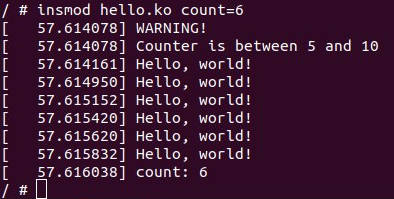 / # insmod hello.ko count=6
[   57.614078] WARNING!
[   57.614078] Counter is between 5 and 10
[   57.614161] Hello, world!
[   57.614950] Hello, world!
[   57.615152] Hello, world!
[   57.615420] Hello, world!
[   57.615620] Hello, world!
[   57.615832] Hello, world!
[   57.616038] count: 6
/ #